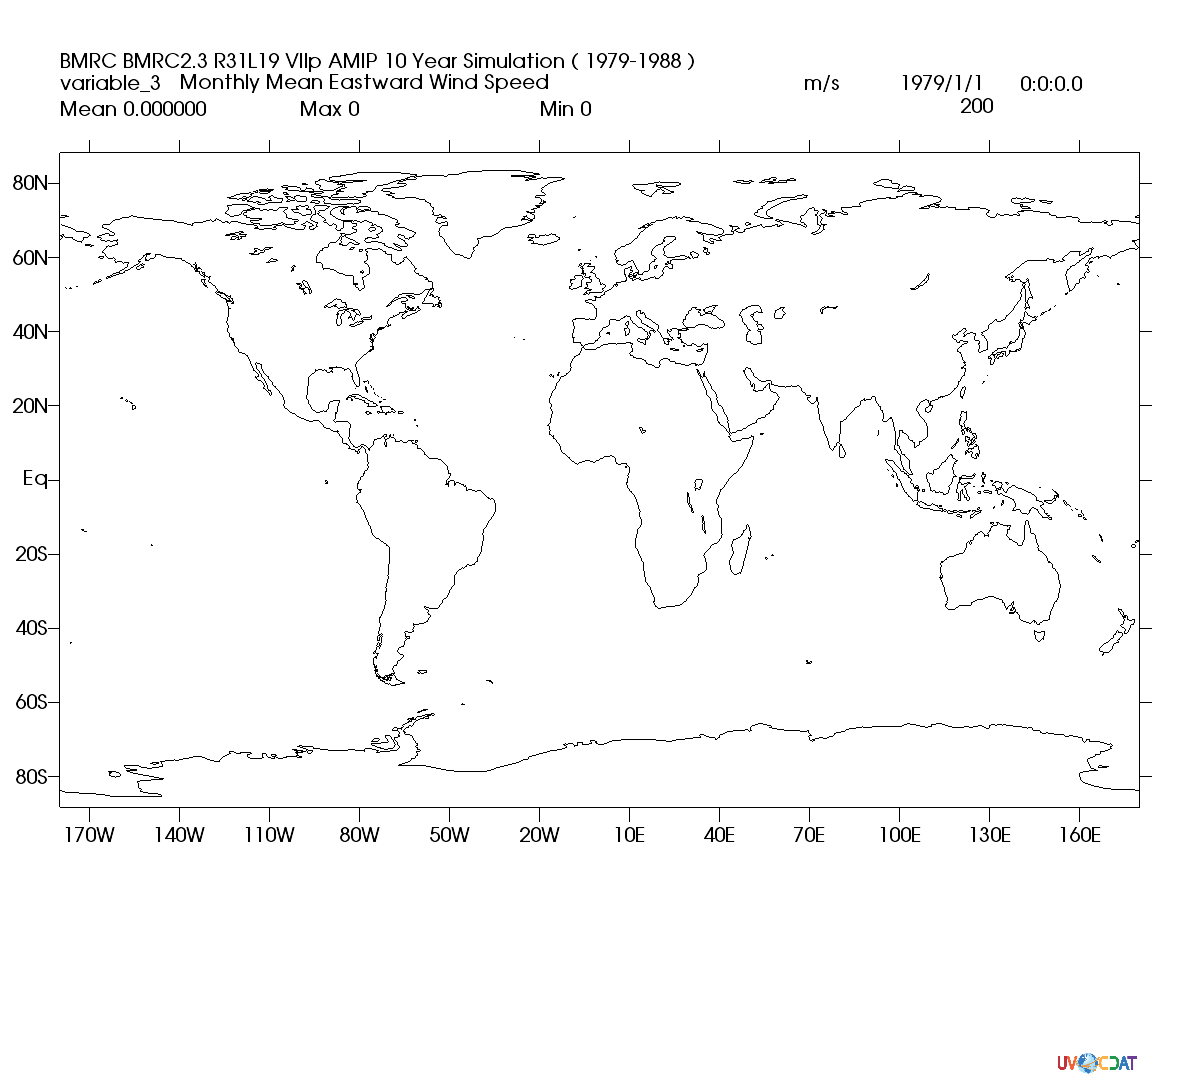 BMRC BMRC2.3 R31L19 VIIp AMIP 10 Year Simulation ( 1979-1988 )
variable_3 Monthly Mean Eastward Wind Speed m/s 1979/1/1 0:0:0.0
Mean 0.000000 Max 0 Min 0 200
80N
60N
40N
20N
Eq
20S
40S
60S
80S
170W 140W 110W 80W 50W 20W 10E 40E 70E 100E 130E 160E
UVCDAT